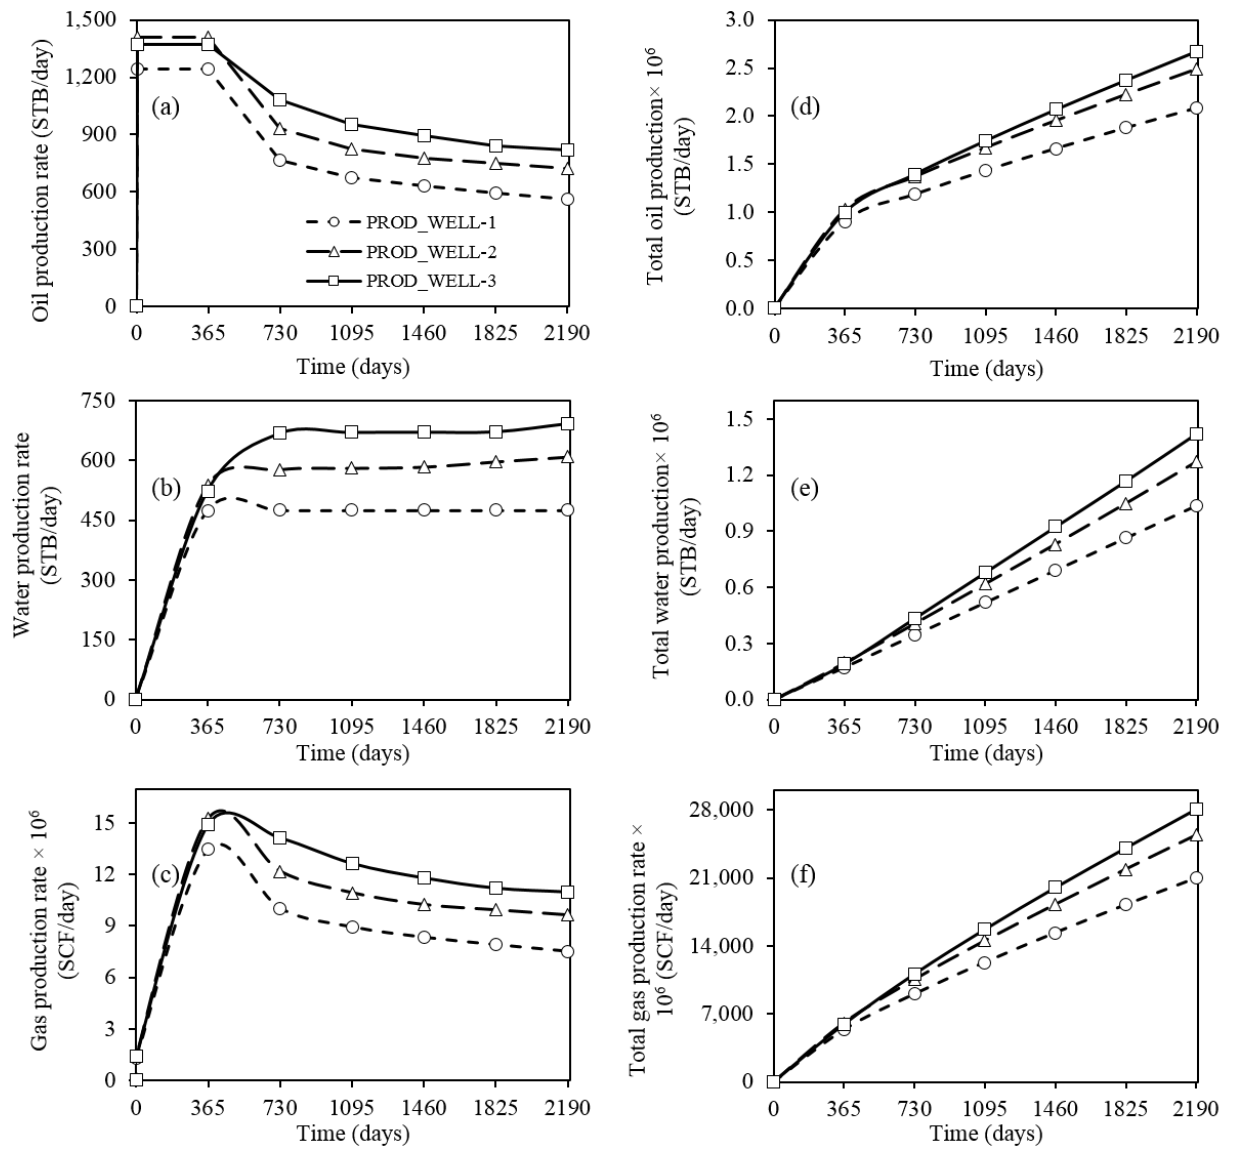 Oil production rate (STB/day)
1,500
1,200
900
600
300
0
(a)
PROD_WELL-1
PROD_WELL-2
PROD_WELL-3
0 365 730 1095 1460 1825 2190
Time (days)
Total oil production× 10⁶
(STB/day)
3.0
2.5
2.0
1.5
1.0
0.5
0.0
(d)
0 365 730 1095 1460 1825 2190
Time (days)
Water production rate
(STB/day)
750
600
450
300
150
0
(b)
0 365 730 1095 1460 1825 2190
Time (days)
Total water production× 10⁶
(STB/day)
1.5
1.2
0.9
0.6
0.3
0.0
(e)
0 365 730 1095 1460 1825 2190
Time (days)
Gas production rate × 10⁶
(SCF/day)
15
12
9
6
3
0
(c)
0 365 730 1095 1460 1825 2190
Time (days)
Total gas production rate ×
10⁶ (SCF/day)
28,000
21,000
14,000
7,000
0
(f)
0 365 730 1095 1460 1825 2190
Time (days)